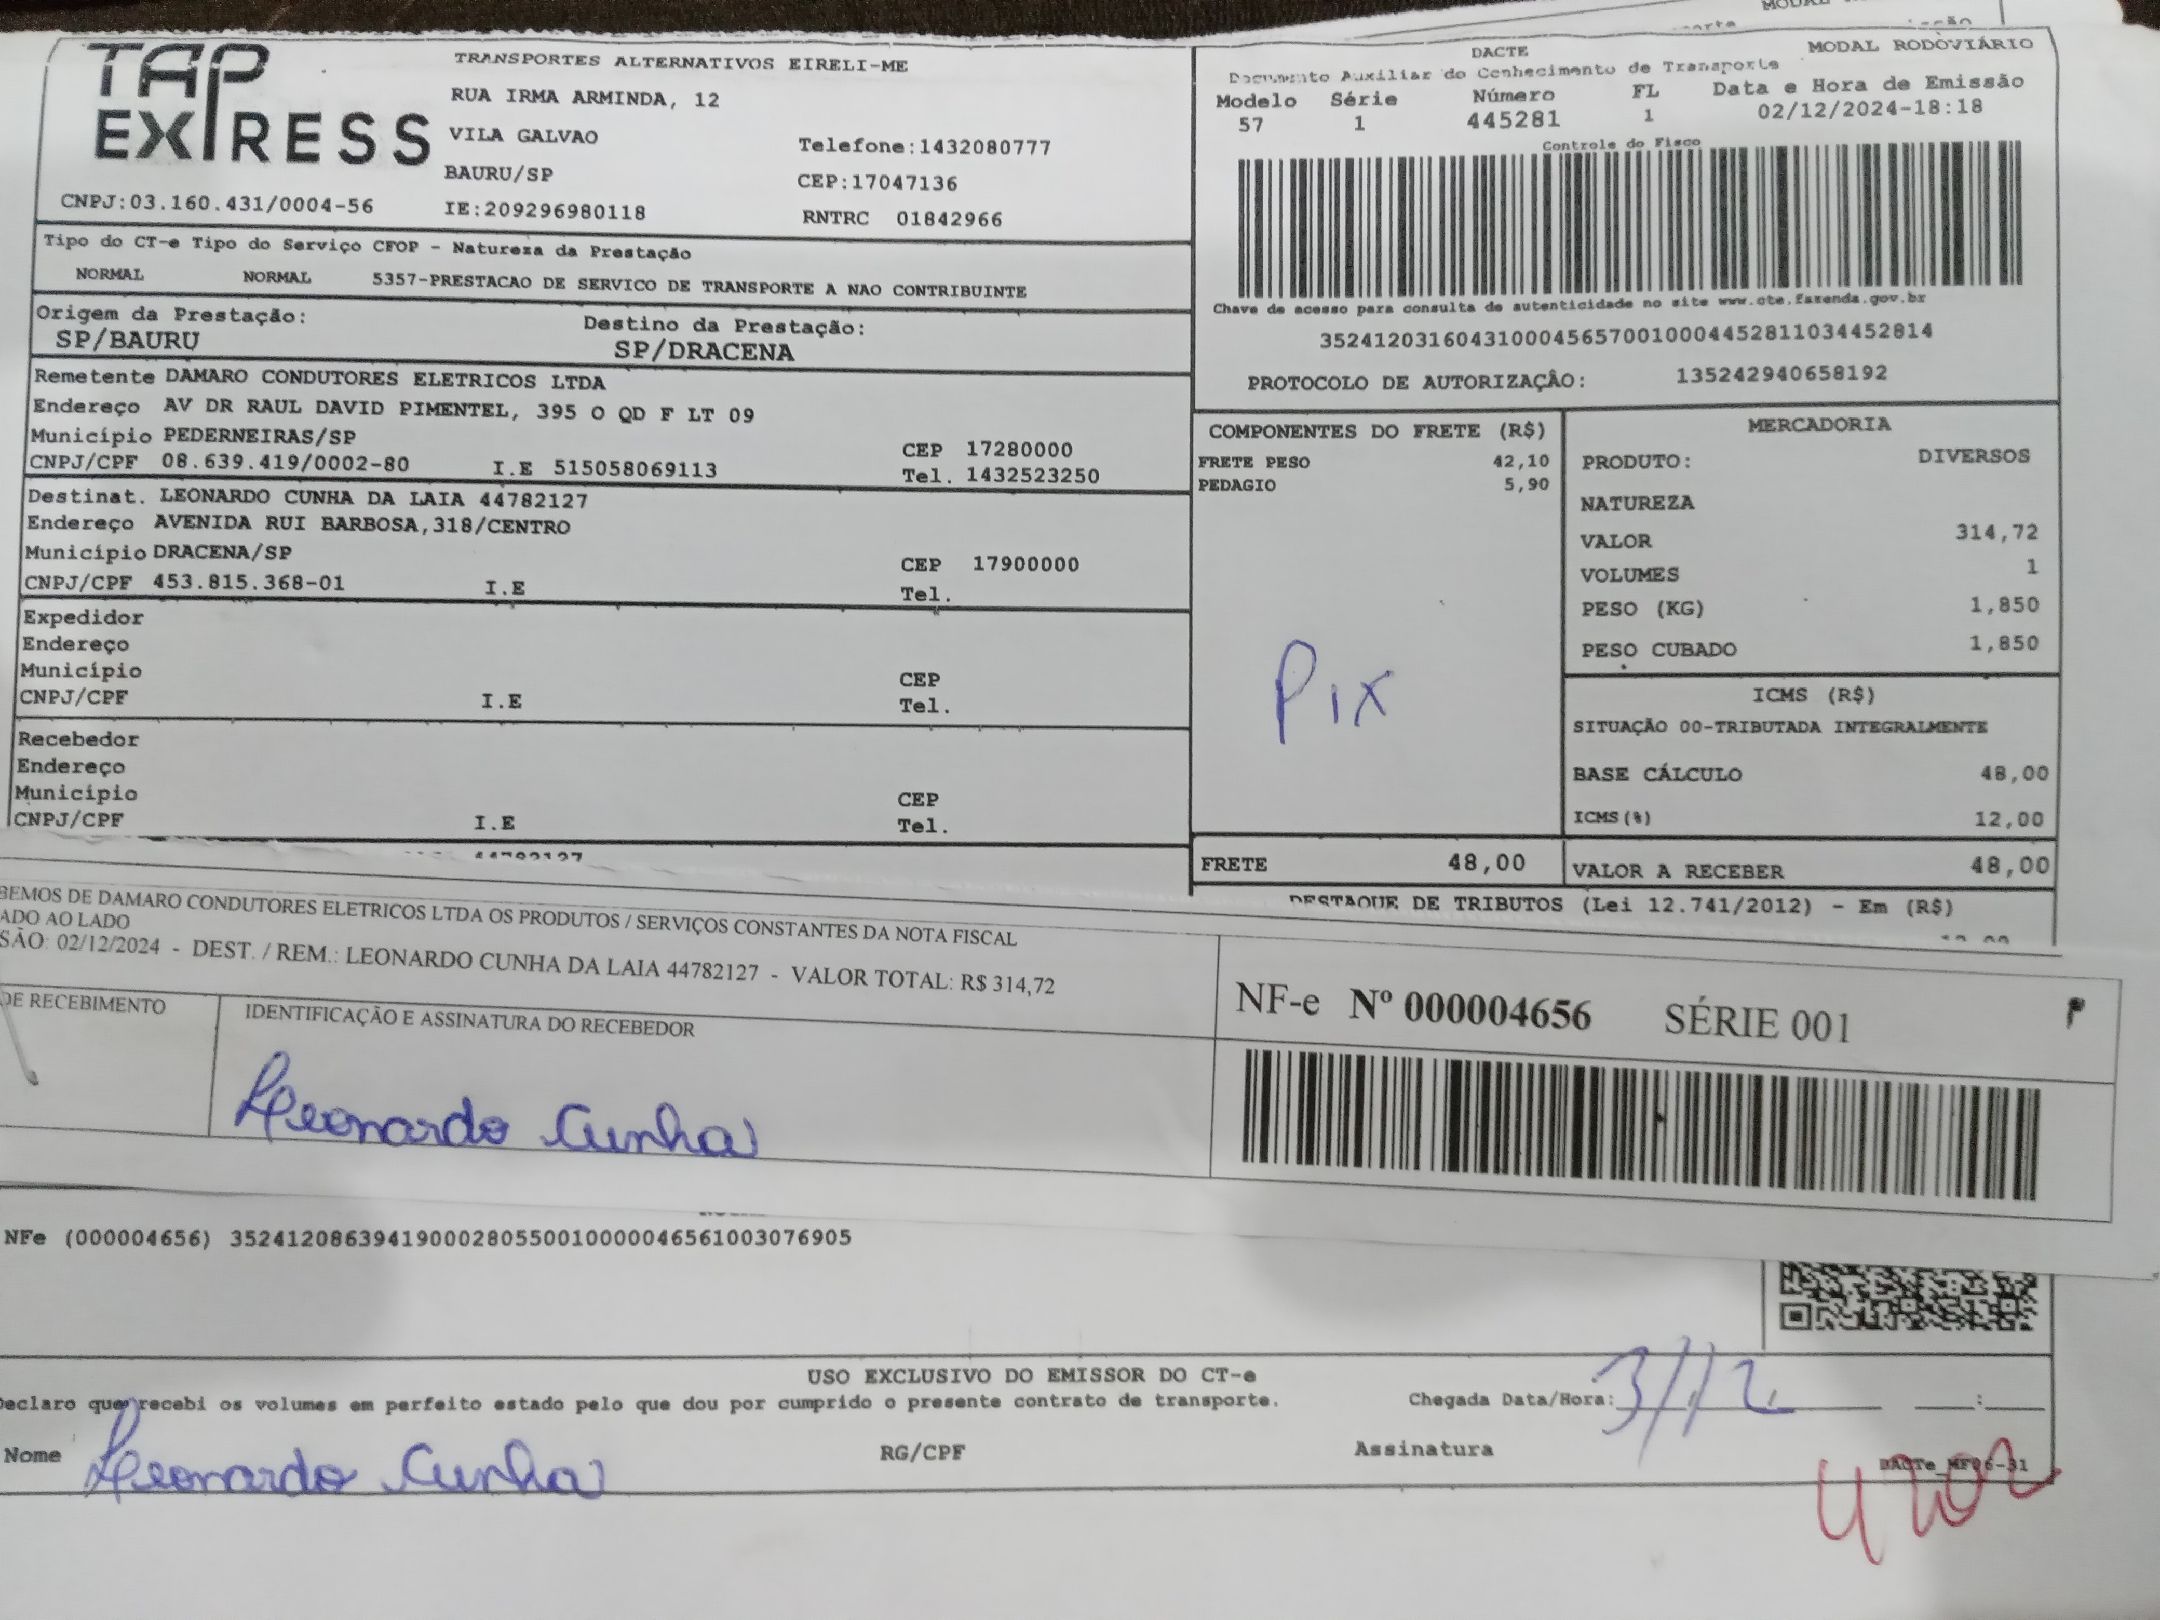 MODAL
TAP
EXPRESS
TRANSPORTES ALTERNATIVOS EIRELI-ME
RUA IRMA ARMINDA, 12
VILA GALVAO
Telefone:1432080777
BAURU/SP
CEP:17047136
CNPJ:03.160.431/0004-56
IE:209296980118
RNTRC 01842966
DACTE
MODAL RODOVIÁRIO
Documento Auxiliar do Conhecimento de Transporte
Modelo Série Número FL Data e Hora de Emissão
57 1 445281 1 02/12/2024-18:18
Controle do Fisco
Chave de acesso para consulta de autenticidade no site www.cte.fazenda.gov.br
35241203160431000456570010004452811034452814
PROTOCOLO DE AUTORIZAÇÂO: 135242940658192
Tipo do CT-e Tipo do Serviço CFOP - Natureza da Prestação
NORMAL NORMAL 5357-PRESTACAO DE SERVICO DE TRANSPORTE A NAO CONTRIBUINTE
Origem da Prestação: Destino da Prestação:
SP/BAURU SP/DRACENA
Remetente DAMARO CONDUTORES ELETRICOS LTDA
Endereço AV DR RAUL DAVID PIMENTEL, 395 O QD F LT 09
Município PEDERNEIRAS/SP CEP 17280000
CNPJ/CPF 08.639.419/0002-80 I.E 515058069113 Tel. 1432523250
Destinat. LEONARDO CUNHA DA LAIA 44782127
Endereço AVENIDA RUI BARBOSA,318/CENTRO
Município DRACENA/SP CEP 17900000
CNPJ/CPF 453.815.368-01 I.E Tel.
Expedidor
Endereço
Município CEP
CNPJ/CPF I.E Tel.
Recebedor
Endereço
Município CEP
CNPJ/CPF I.E Tel.
COMPONENTES DO FRETE (R$)
FRETE PESO 42,10
PEDAGIO 5,90
Pix
FRETE 48,00
MERCADORIA
PRODUTO: DIVERSOS
NATUREZA
VALOR 314,72
VOLUMES 1
PESO (KG) 1,850
PESO CUBADO 1,850
ICMS (R$)
SITUAÇÃO 00-TRIBUTADA INTEGRALMENTE
BASE CÁLCULO 48,00
ICMS(%) 12,00
VALOR A RECEBER 48,00
DESTAQUE DE TRIBUTOS (Lei 12.741/2012) - Em (R$)
44782127
BEMOS DE DAMARO CONDUTORES ELETRICOS LTDA OS PRODUTOS / SERVIÇOS CONSTANTES DA NOTA FISCAL
ADO AO LADO
SÃO: 02/12/2024 - DEST. / REM.: LEONARDO CUNHA DA LAIA 44782127 - VALOR TOTAL: R$ 314,72
DE RECEBIMENTO IDENTIFICAÇÃO E ASSINATURA DO RECEBEDOR
Leonardo Cunha
NF-e Nº 000004656 SÉRIE 001
NFe (000004656) 35241208639419000280550010000046561003076905
USO EXCLUSIVO DO EMISSOR DO CT-e
Declaro que recebi os volumes em perfeito estado pelo que dou por cumprido o presente contrato de transporte. Chegada Data/Hora: 3/12 :
Nome Leonardo Cunha RG/CPF Assinatura